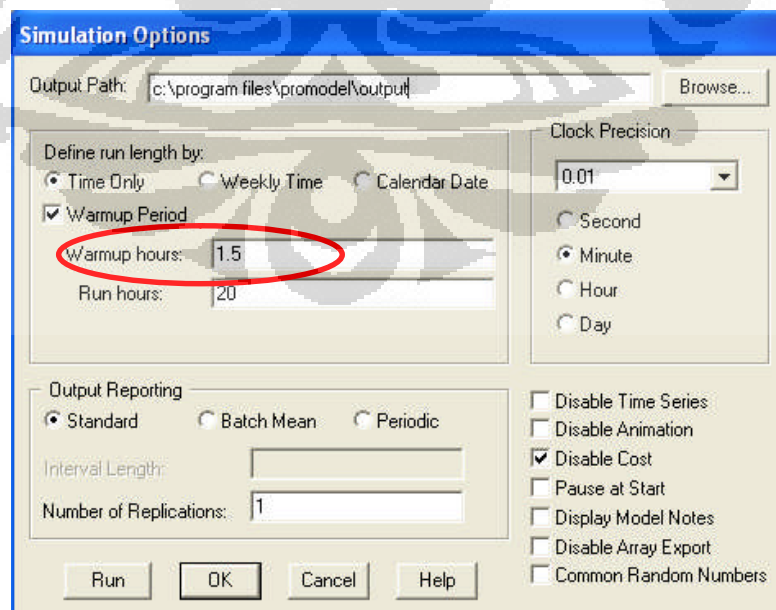 Simulation Options
Output Path: c:\program files\promodel\output
Browse...
Define run length by:
Time Only Weekly Time Calendar Date
Warmup Period
Warmup hours: 1.5
Run hours: 20
Clock Precision
0.01
Second
Minute
Hour
Day
Output Reporting
Standard Batch Mean Periodic
Interval Length:
Number of Replications: 1
Disable Time Series
Disable Animation
Disable Cost
Pause at Start
Display Model Notes
Disable Array Export
Common Random Numbers
Run OK Cancel Help